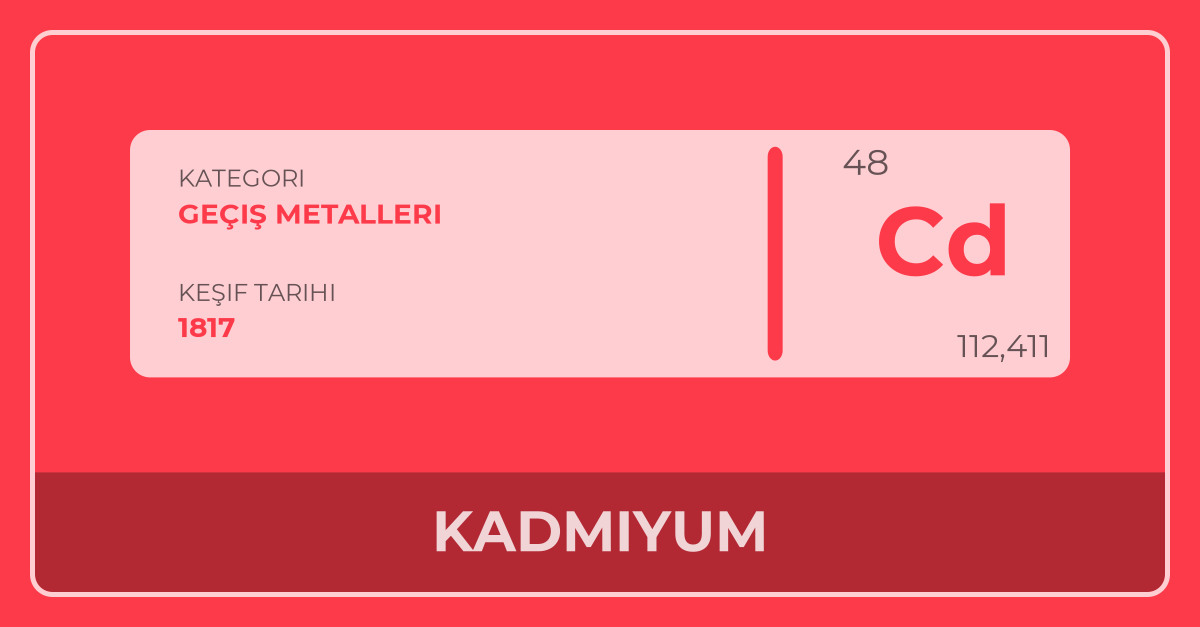 KATEGORI
GEÇIŞ METALLERI
KEŞIF TARIHI
1817
48
Cd
112,411
KADMIYUM